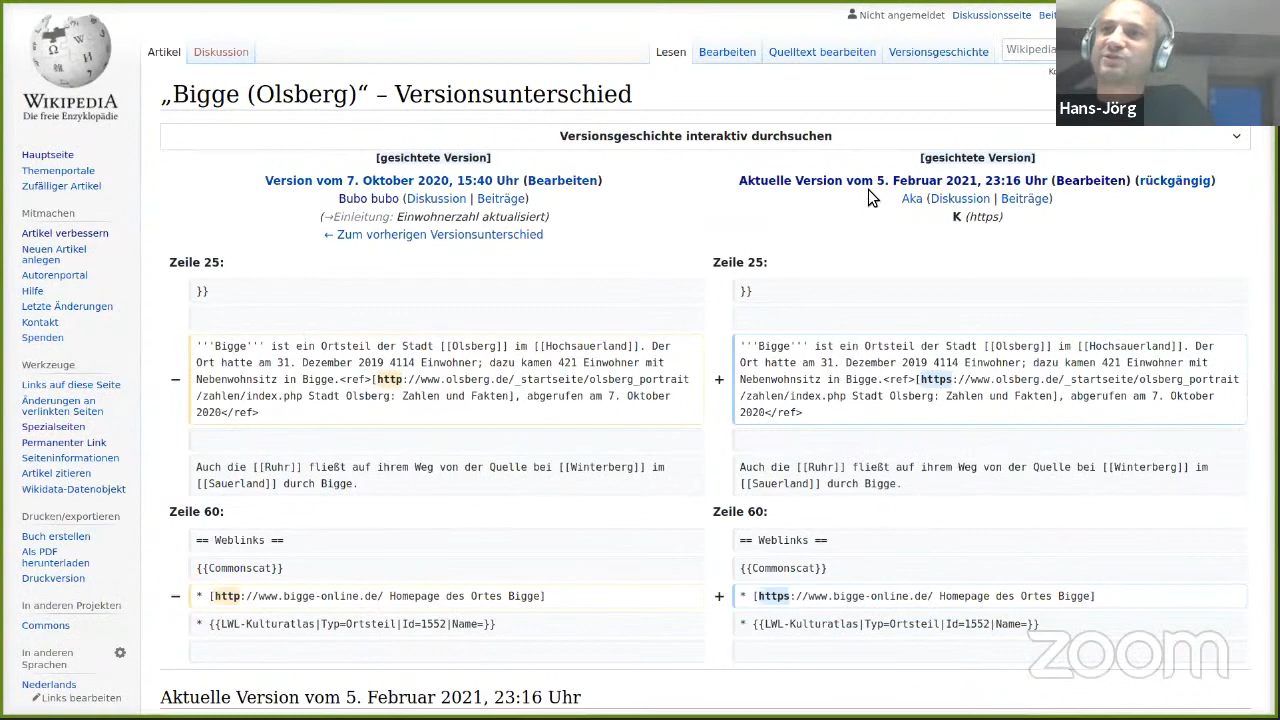 Nicht angemeldet Diskussionsseite Bei
Hans-Jörg
WIKIPEDIA
Die freie Enzyklopädie
Artikel Diskussion Lesen Bearbeiten Quelltext bearbeiten Versionsgeschichte Wikipedia
„Bigge (Olsberg)“ – Versionsunterschied
Versionsgeschichte interaktiv durchsuchen
[gesichtete Version]
Version vom 7. Oktober 2020, 15:40 Uhr (Bearbeiten)
Bubo bubo (Diskussion | Beiträge)
(→Einleitung: Einwohnerzahl aktualisiert)
← Zum vorherigen Versionsunterschied
[gesichtete Version]
Aktuelle Version vom 5. Februar 2021, 23:16 Uhr (Bearbeiten) (rückgängig)
Aka (Diskussion | Beiträge)
K (https)
Zeile 25:
}}
− '''Bigge''' ist ein Ortsteil der Stadt [[Olsberg]] im [[Hochsauerland]]. Der
Ort hatte am 31. Dezember 2019 4114 Einwohner; dazu kamen 421 Einwohner mit
Nebenwohnsitz in Bigge.<ref>[http://www.olsberg.de/_startseite/olsberg_portrait
/zahlen/index.php Stadt Olsberg: Zahlen und Fakten], abgerufen am 7. Oktober
2020</ref>
Auch die [[Ruhr]] fließt auf ihrem Weg von der Quelle bei [[Winterberg]] im
[[Sauerland]] durch Bigge.
Zeile 60:
== Weblinks ==
{{Commonscat}}
− * [http://www.bigge-online.de/ Homepage des Ortes Bigge]
* {{LWL-Kulturatlas|Typ=Ortsteil|Id=1552|Name=}}
Zeile 25:
}}
+ '''Bigge''' ist ein Ortsteil der Stadt [[Olsberg]] im [[Hochsauerland]]. Der
Ort hatte am 31. Dezember 2019 4114 Einwohner; dazu kamen 421 Einwohner mit
Nebenwohnsitz in Bigge.<ref>[https://www.olsberg.de/_startseite/olsberg_portrait
/zahlen/index.php Stadt Olsberg: Zahlen und Fakten], abgerufen am 7. Oktober
2020</ref>
Auch die [[Ruhr]] fließt auf ihrem Weg von der Quelle bei [[Winterberg]] im
[[Sauerland]] durch Bigge.
Zeile 60:
== Weblinks ==
{{Commonscat}}
+ * [https://www.bigge-online.de/ Homepage des Ortes Bigge]
* {{LWL-Kulturatlas|Typ=Ortsteil|Id=1552|Name=}}
Aktuelle Version vom 5. Februar 2021, 23:16 Uhr
Hauptseite
Themenportale
Zufälliger Artikel
Mitmachen
Artikel verbessern
Neuen Artikel
anlegen
Autorenportal
Hilfe
Letzte Änderungen
Kontakt
Spenden
Werkzeuge
Links auf diese Seite
Änderungen an
verlinkten Seiten
Spezialseiten
Permanenter Link
Seiteninformationen
Artikel zitieren
Wikidata-Datenobjekt
Drucken/exportieren
Buch erstellen
Als PDF
herunterladen
Druckversion
In anderen Projekten
Commons
In anderen
Sprachen
Nederlands
Links bearbeiten
zoom